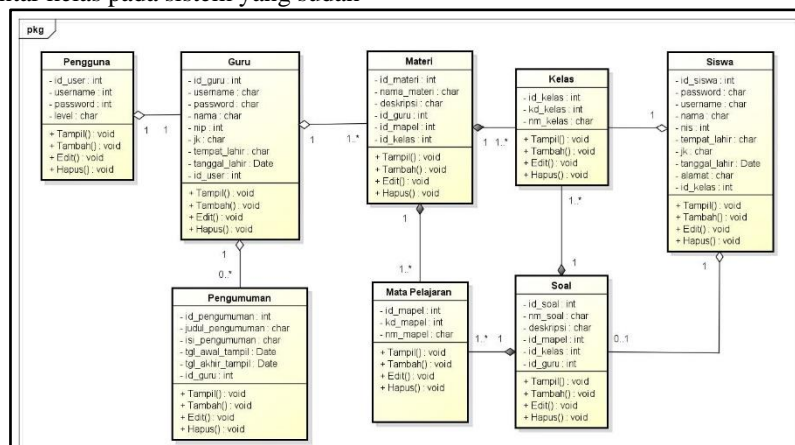 ntar kelas pada sistem yang sudah
pkg
Pengguna
- id_user : int
- username : int
- password : int
- level : char
+ Tampil() : void
+ Tambah() : void
+ Edit() : void
+ Hapus() : void
1
1
Guru
- id_guru : int
- username : char
- password : char
- nama : char
- nip : int
- jk : char
- tempat_lahir : char
- tanggal_lahir : Date
- id_user : int
+ Tampil() : void
+ Tambah() : void
+ Edit() : void
+ Hapus() : void
1
1..*
Materi
- id_materi : int
- nama_materi : char
- deskripsi : char
- id_guru : int
- id_mapel : int
- id_kelas : int
+ Tampil() : void
+ Tambah() : void
+ Edit() : void
+ Hapus() : void
1
1..*
Kelas
- id_kelas : int
- kd_kelas : int
- nm_kelas : char
+ Tampil() : void
+ Tambah() : void
+ Edit() : void
+ Hapus() : void
1
Siswa
- id_siswa : int
- password : char
- username : char
- nama : char
- nis : int
- tempat_lahir : char
- jk : char
- tanggal_lahir : Date
- alamat : char
- id_kelas : int
+ Tampil() : void
+ Tambah() : void
+ Edit() : void
+ Hapus() : void
1
0..*
Pengumuman
- id_pengumuman : int
- judul_pengumuman : char
- isi_pengumuman : char
- tgl_awal_tampil : Date
- tgl_akhir_tampil : Date
- id_guru : int
+ Tampil() : void
+ Tambah() : void
+ Edit() : void
+ Hapus() : void
1
1..*
Mata Pelajaran
- id_mapel : int
- kd_mapel : int
- nm_mapel : char
+ Tampil() : void
+ Tambah() : void
+ Edit() : void
+ Hapus() : void
1..*
1
1..*
1
Soal
- id_soal : int
- nm_soal : char
- deskripsi : char
- id_mapel : int
- id_kelas : int
- id_guru : int
+ Tampil() : void
+ Tambah() : void
+ Edit() : void
+ Hapus() : void
0..1
1